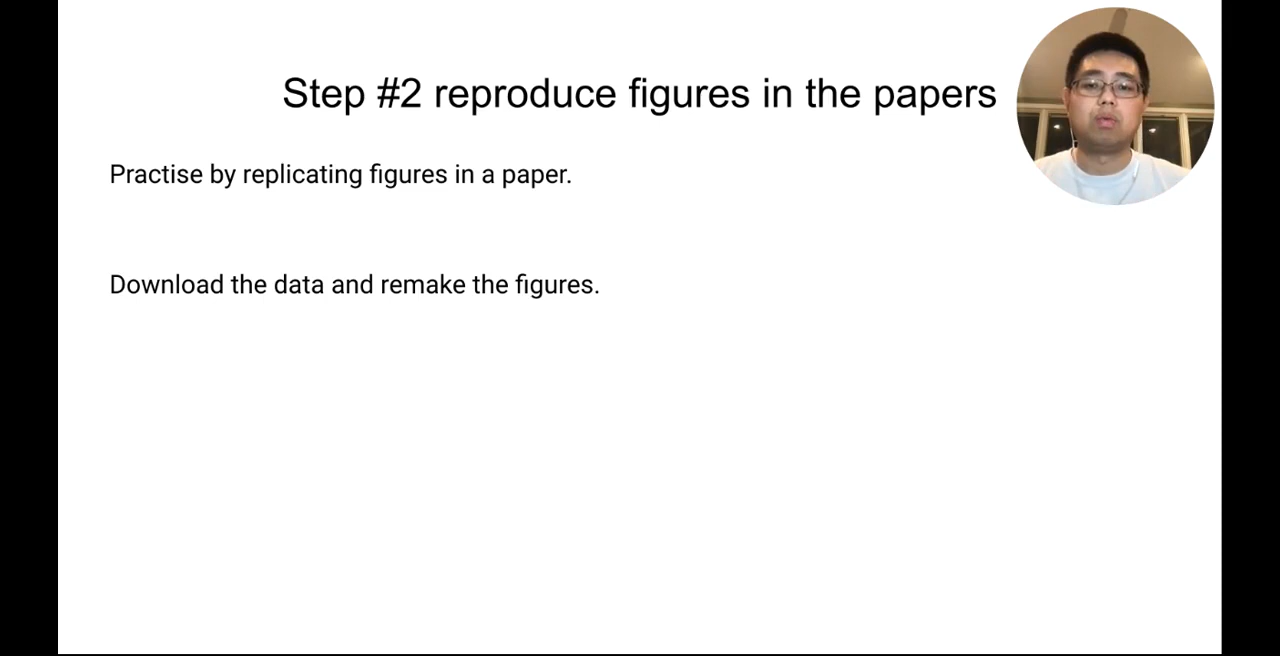 Step #2 reproduce figures in the papers
Practise by replicating figures in a paper.
Download the data and remake the figures.